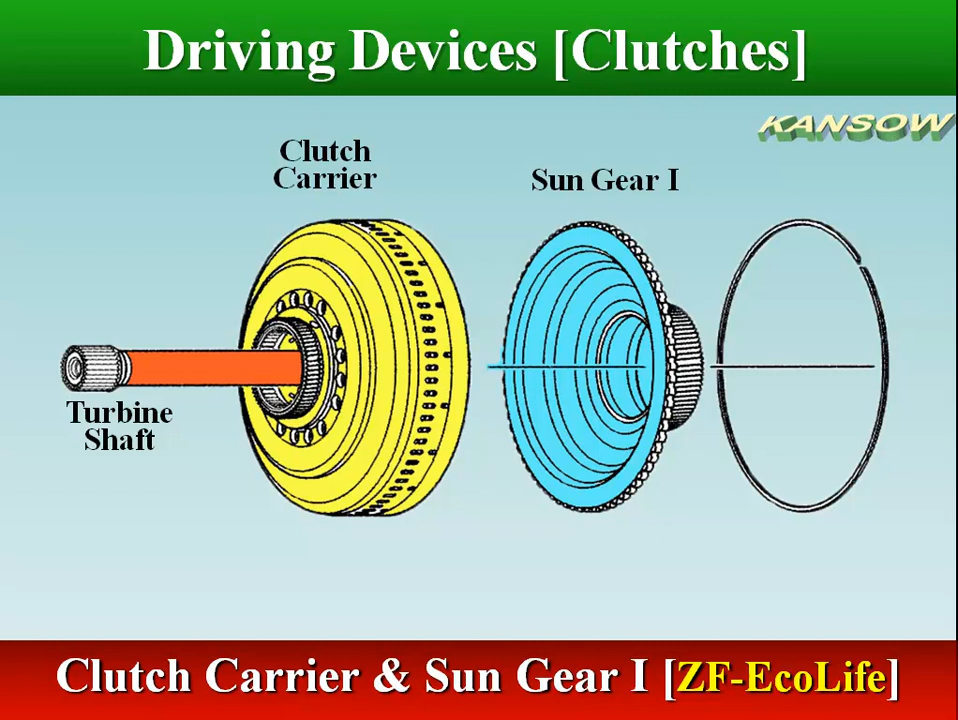 Driving Devices [Clutches]
KANSOW
Clutch
Carrier
Sun Gear I
Turbine
Shaft
Clutch Carrier & Sun Gear I [ZF-EcoLife]